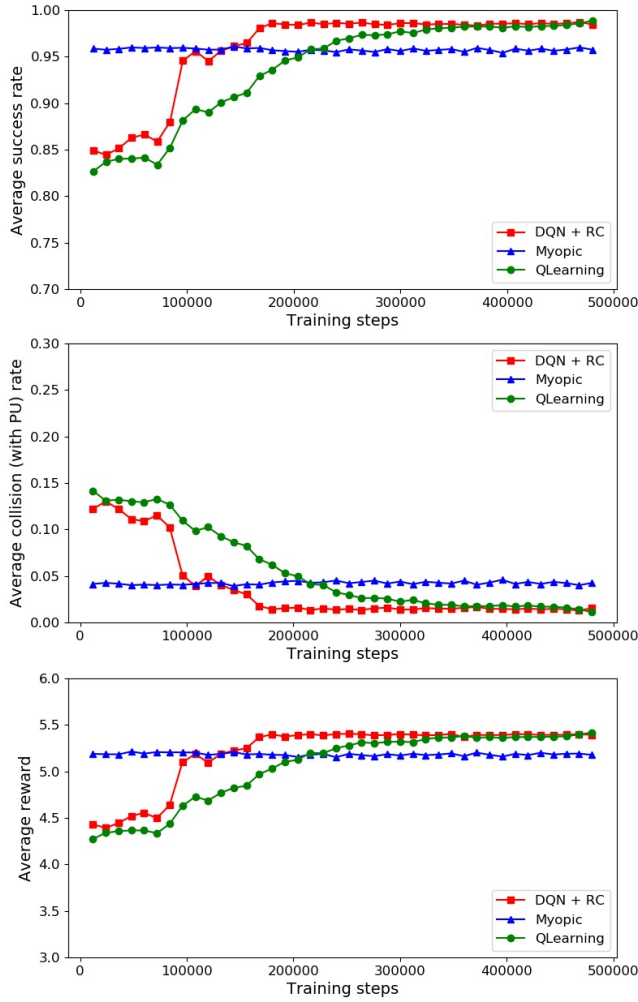 1.00
0.95
0.90
0.85
0.80
0.75
0.70
Average success rate
DQN + RC
Myopic
QLearning
0 100000 200000 300000 400000 500000
Training steps
0.30
0.25
0.20
0.15
0.10
0.05
0.00
Average collision (with PU) rate
DQN + RC
Myopic
QLearning
0 100000 200000 300000 400000 500000
Training steps
6.0
5.5
5.0
4.5
4.0
3.5
3.0
Average reward
DQN + RC
Myopic
QLearning
0 100000 200000 300000 400000 500000
Training steps